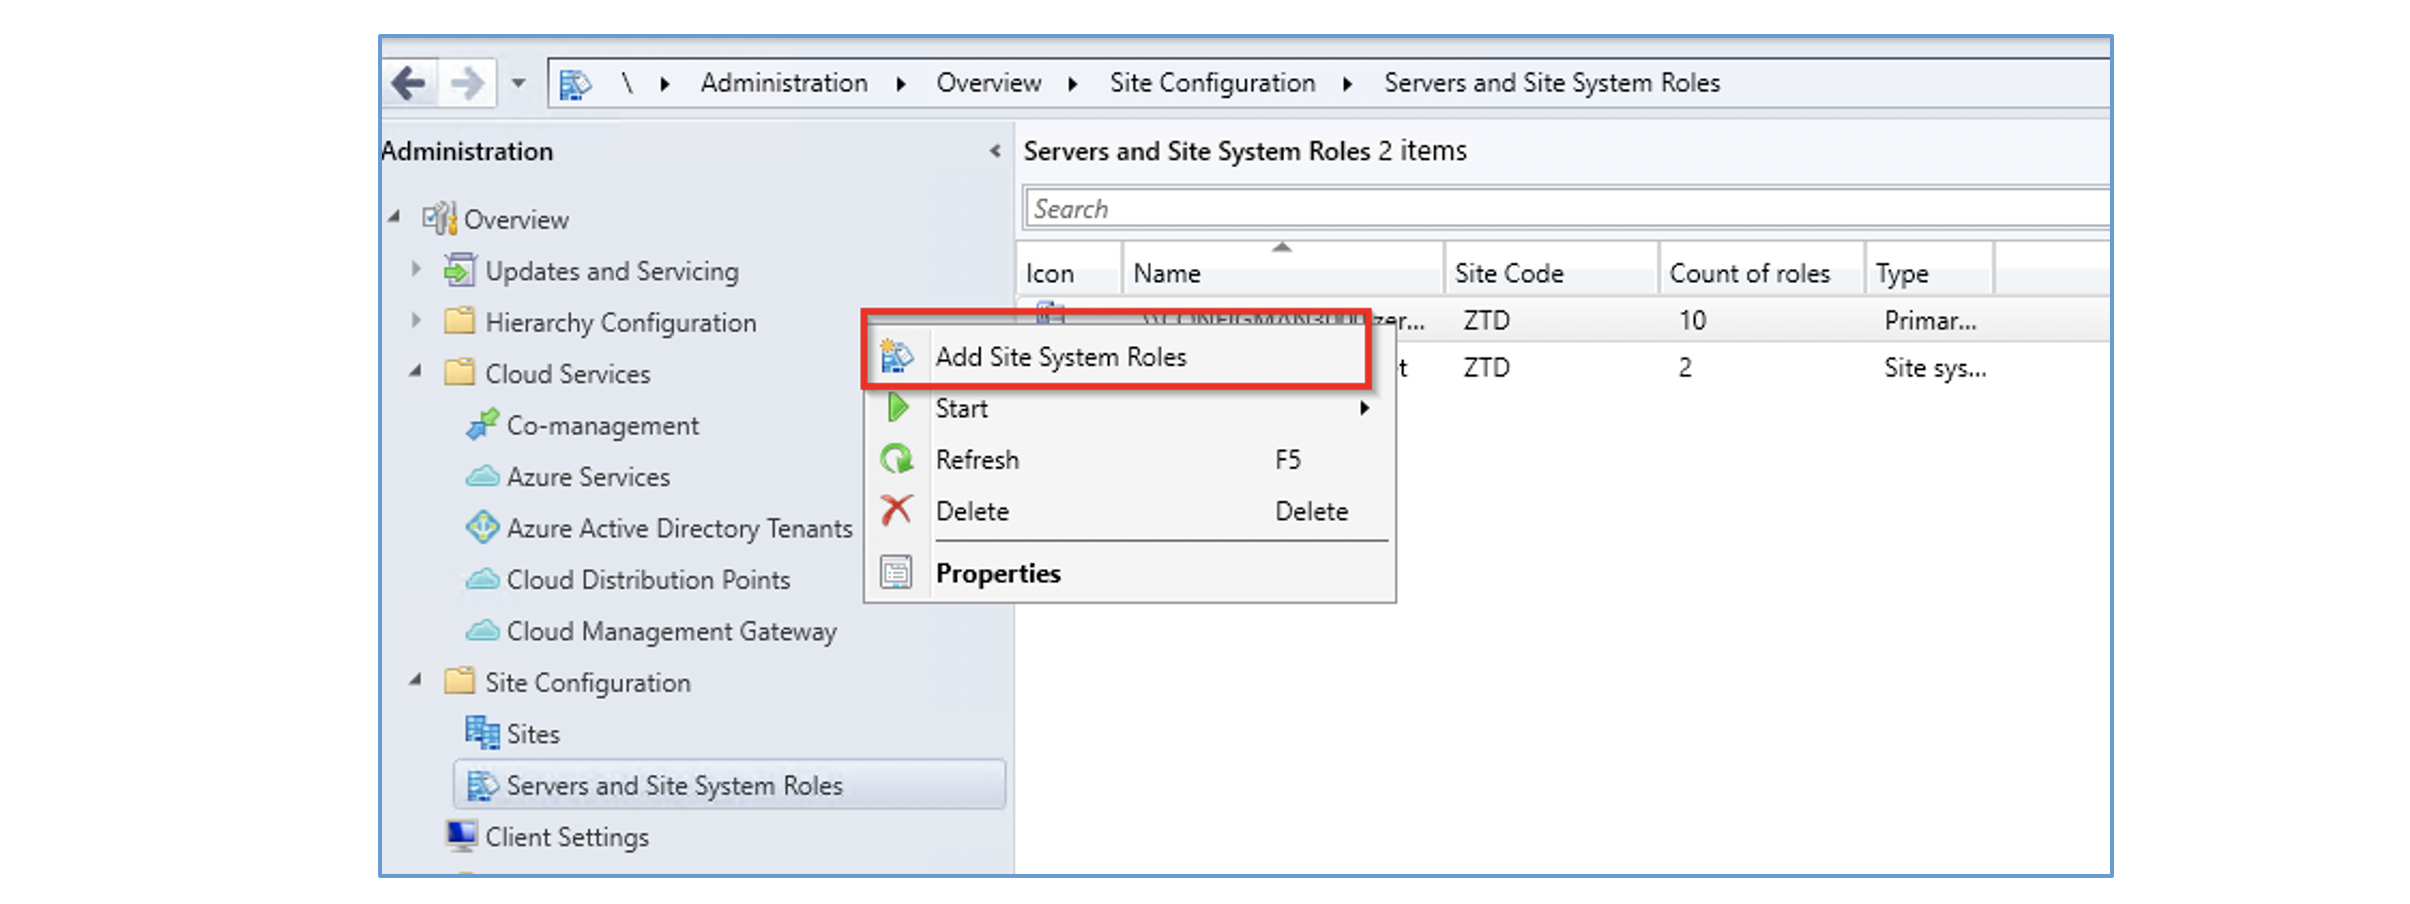 \ Administration Overview Site Configuration Servers and Site System Roles
Administration
Servers and Site System Roles 2 items
Search
Overview
Updates and Servicing
Hierarchy Configuration
Cloud Services
Co-management
Azure Services
Azure Active Directory Tenants
Cloud Distribution Points
Cloud Management Gateway
Site Configuration
Sites
Servers and Site System Roles
Client Settings
Icon Name Site Code Count of roles Type
ZTD 10 Primar...
ZTD 2 Site sys...
Add Site System Roles
Start
Refresh F5
Delete Delete
Properties